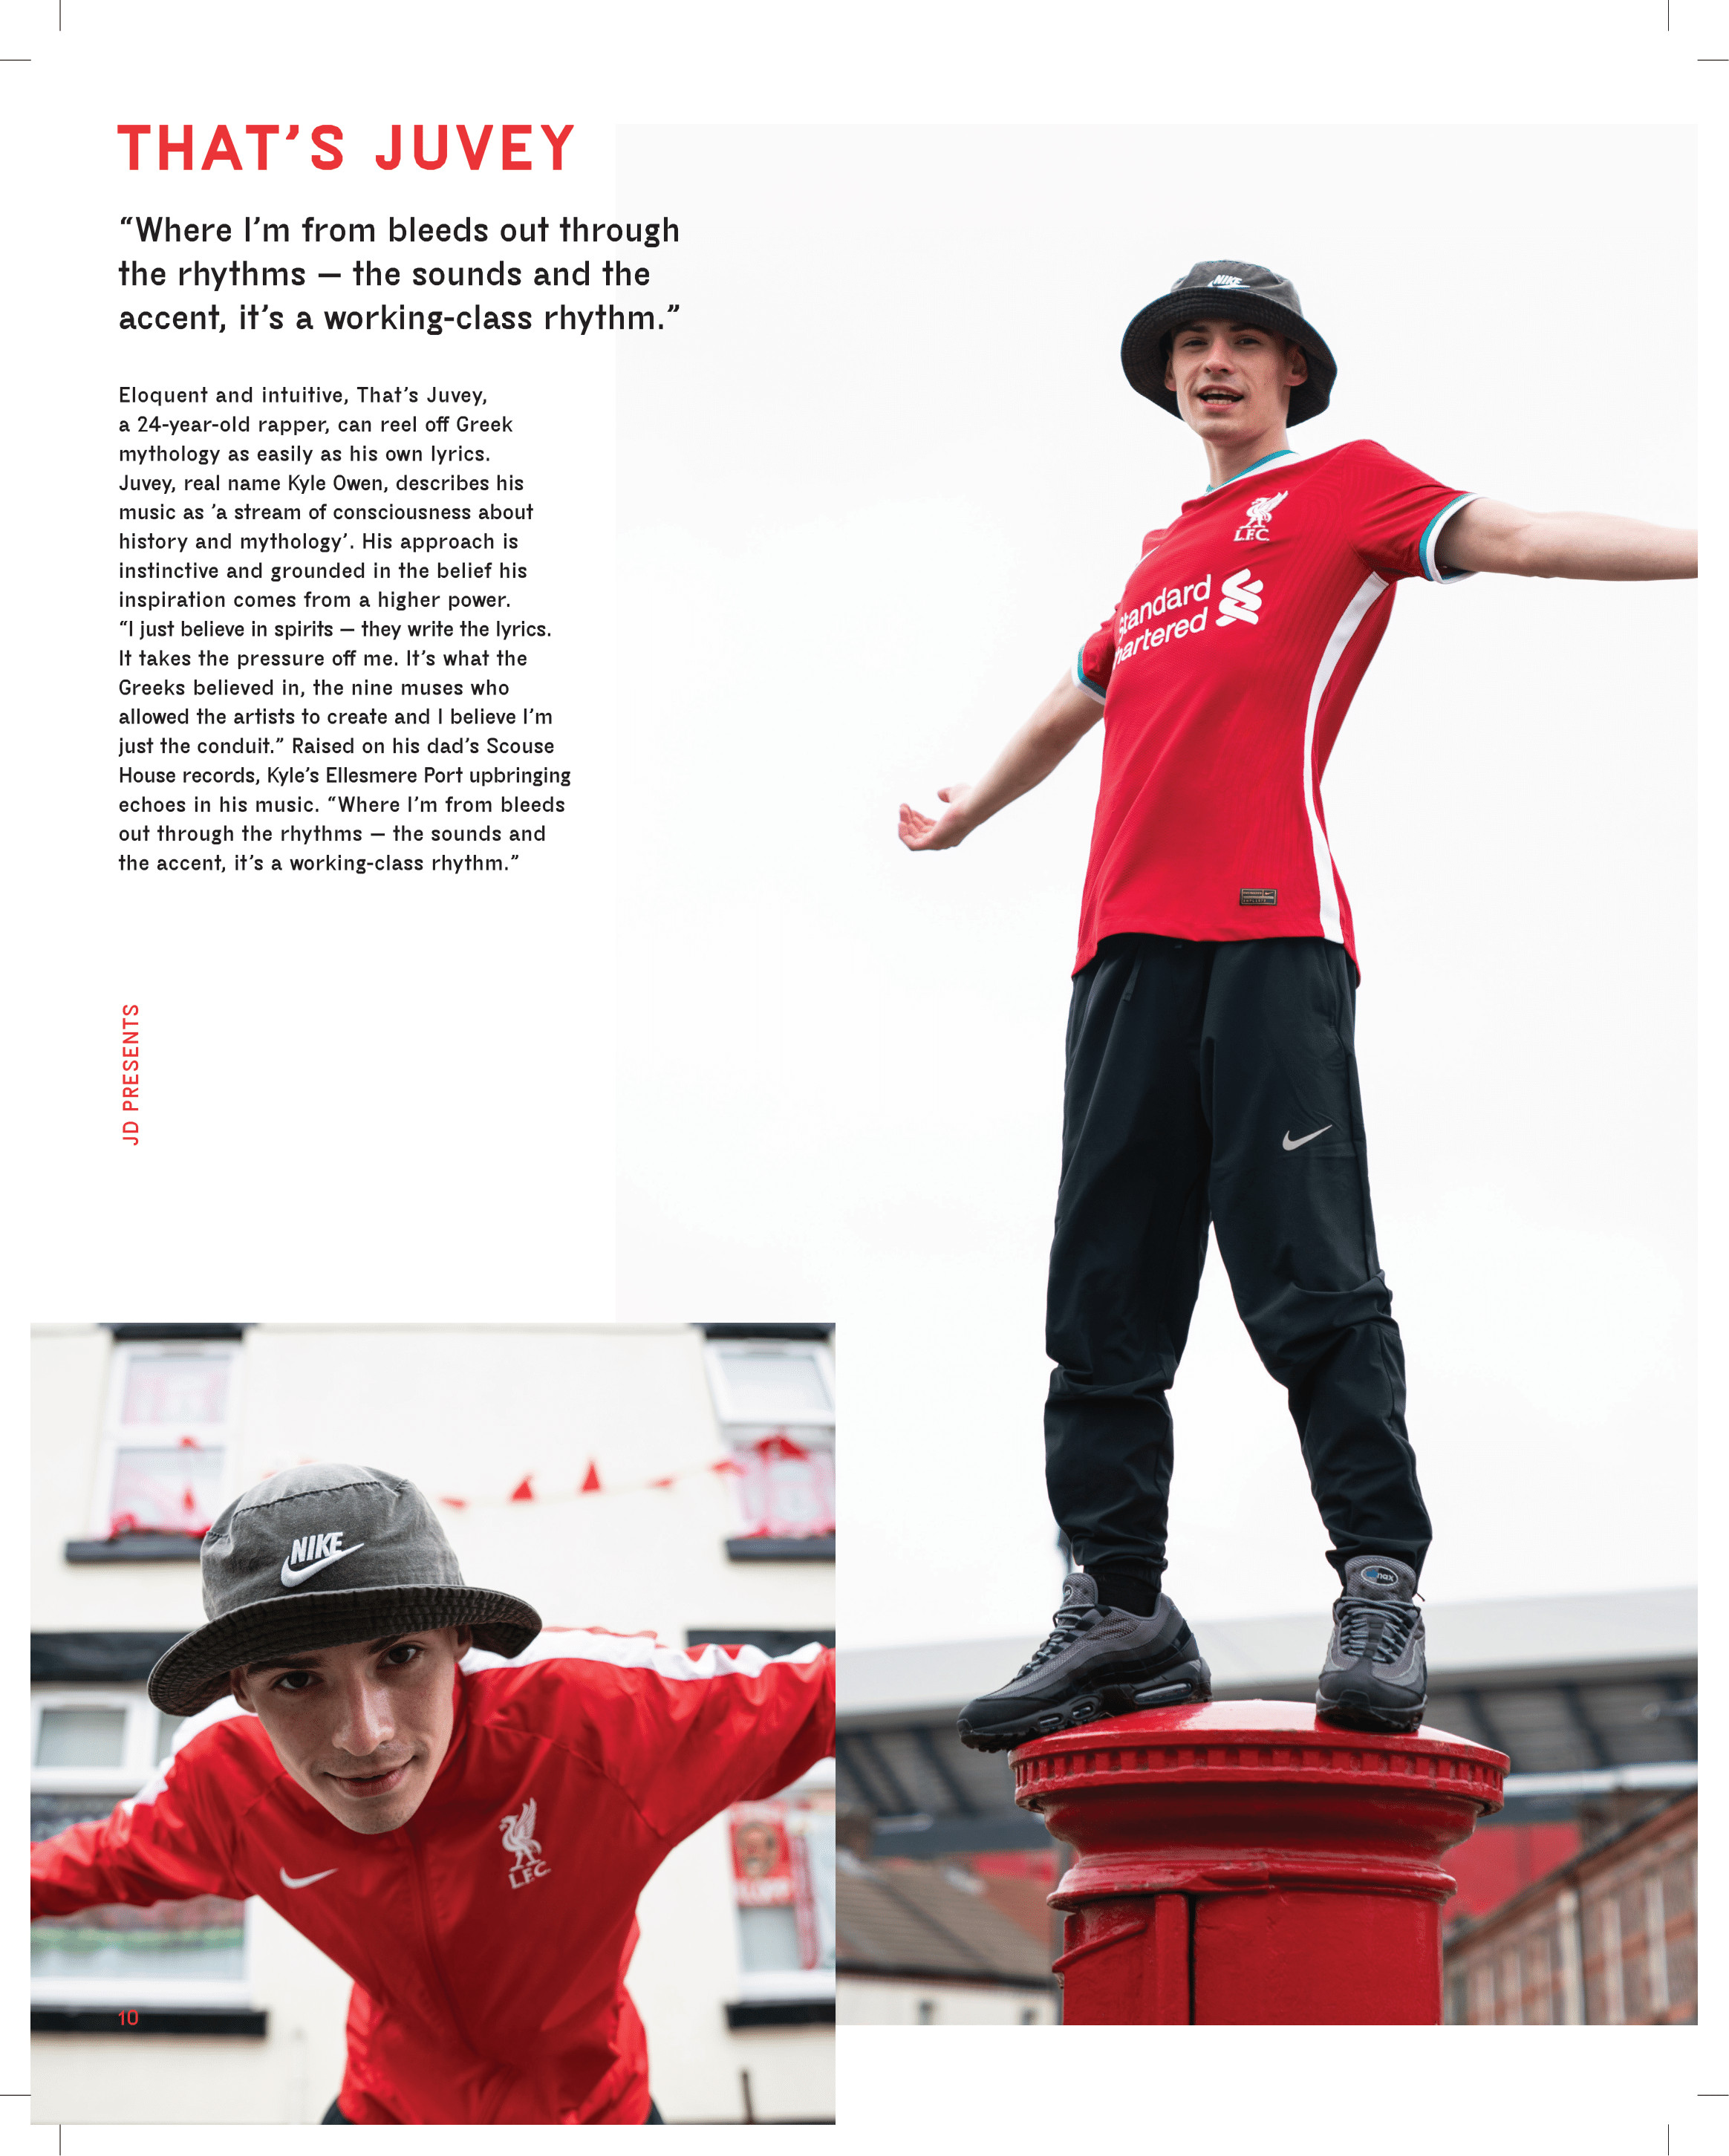 THAT’S JUVEY
“Where I’m from bleeds out through
the rhythms — the sounds and the
accent, it’s a working-class rhythm.”
Eloquent and intuitive, That’s Juvey,
a 24-year-old rapper, can reel off Greek
mythology as easily as his own lyrics.
Juvey, real name Kyle Owen, describes his
music as ’a stream of consciousness about
history and mythology’. His approach is
instinctive and grounded in the belief his
inspiration comes from a higher power.
“I just believe in spirits — they write the lyrics.
It takes the pressure off me. It’s what the
Greeks believed in, the nine muses who
allowed the artists to create and I believe I’m
just the conduit.” Raised on his dad’s Scouse
House records, Kyle’s Ellesmere Port upbringing
echoes in his music. “Where I’m from bleeds
out through the rhythms — the sounds and
the accent, it’s a working-class rhythm.”
JD PRESENTS
NIKE
L.F.C.
Standard
NIKE
L.F.C.
10